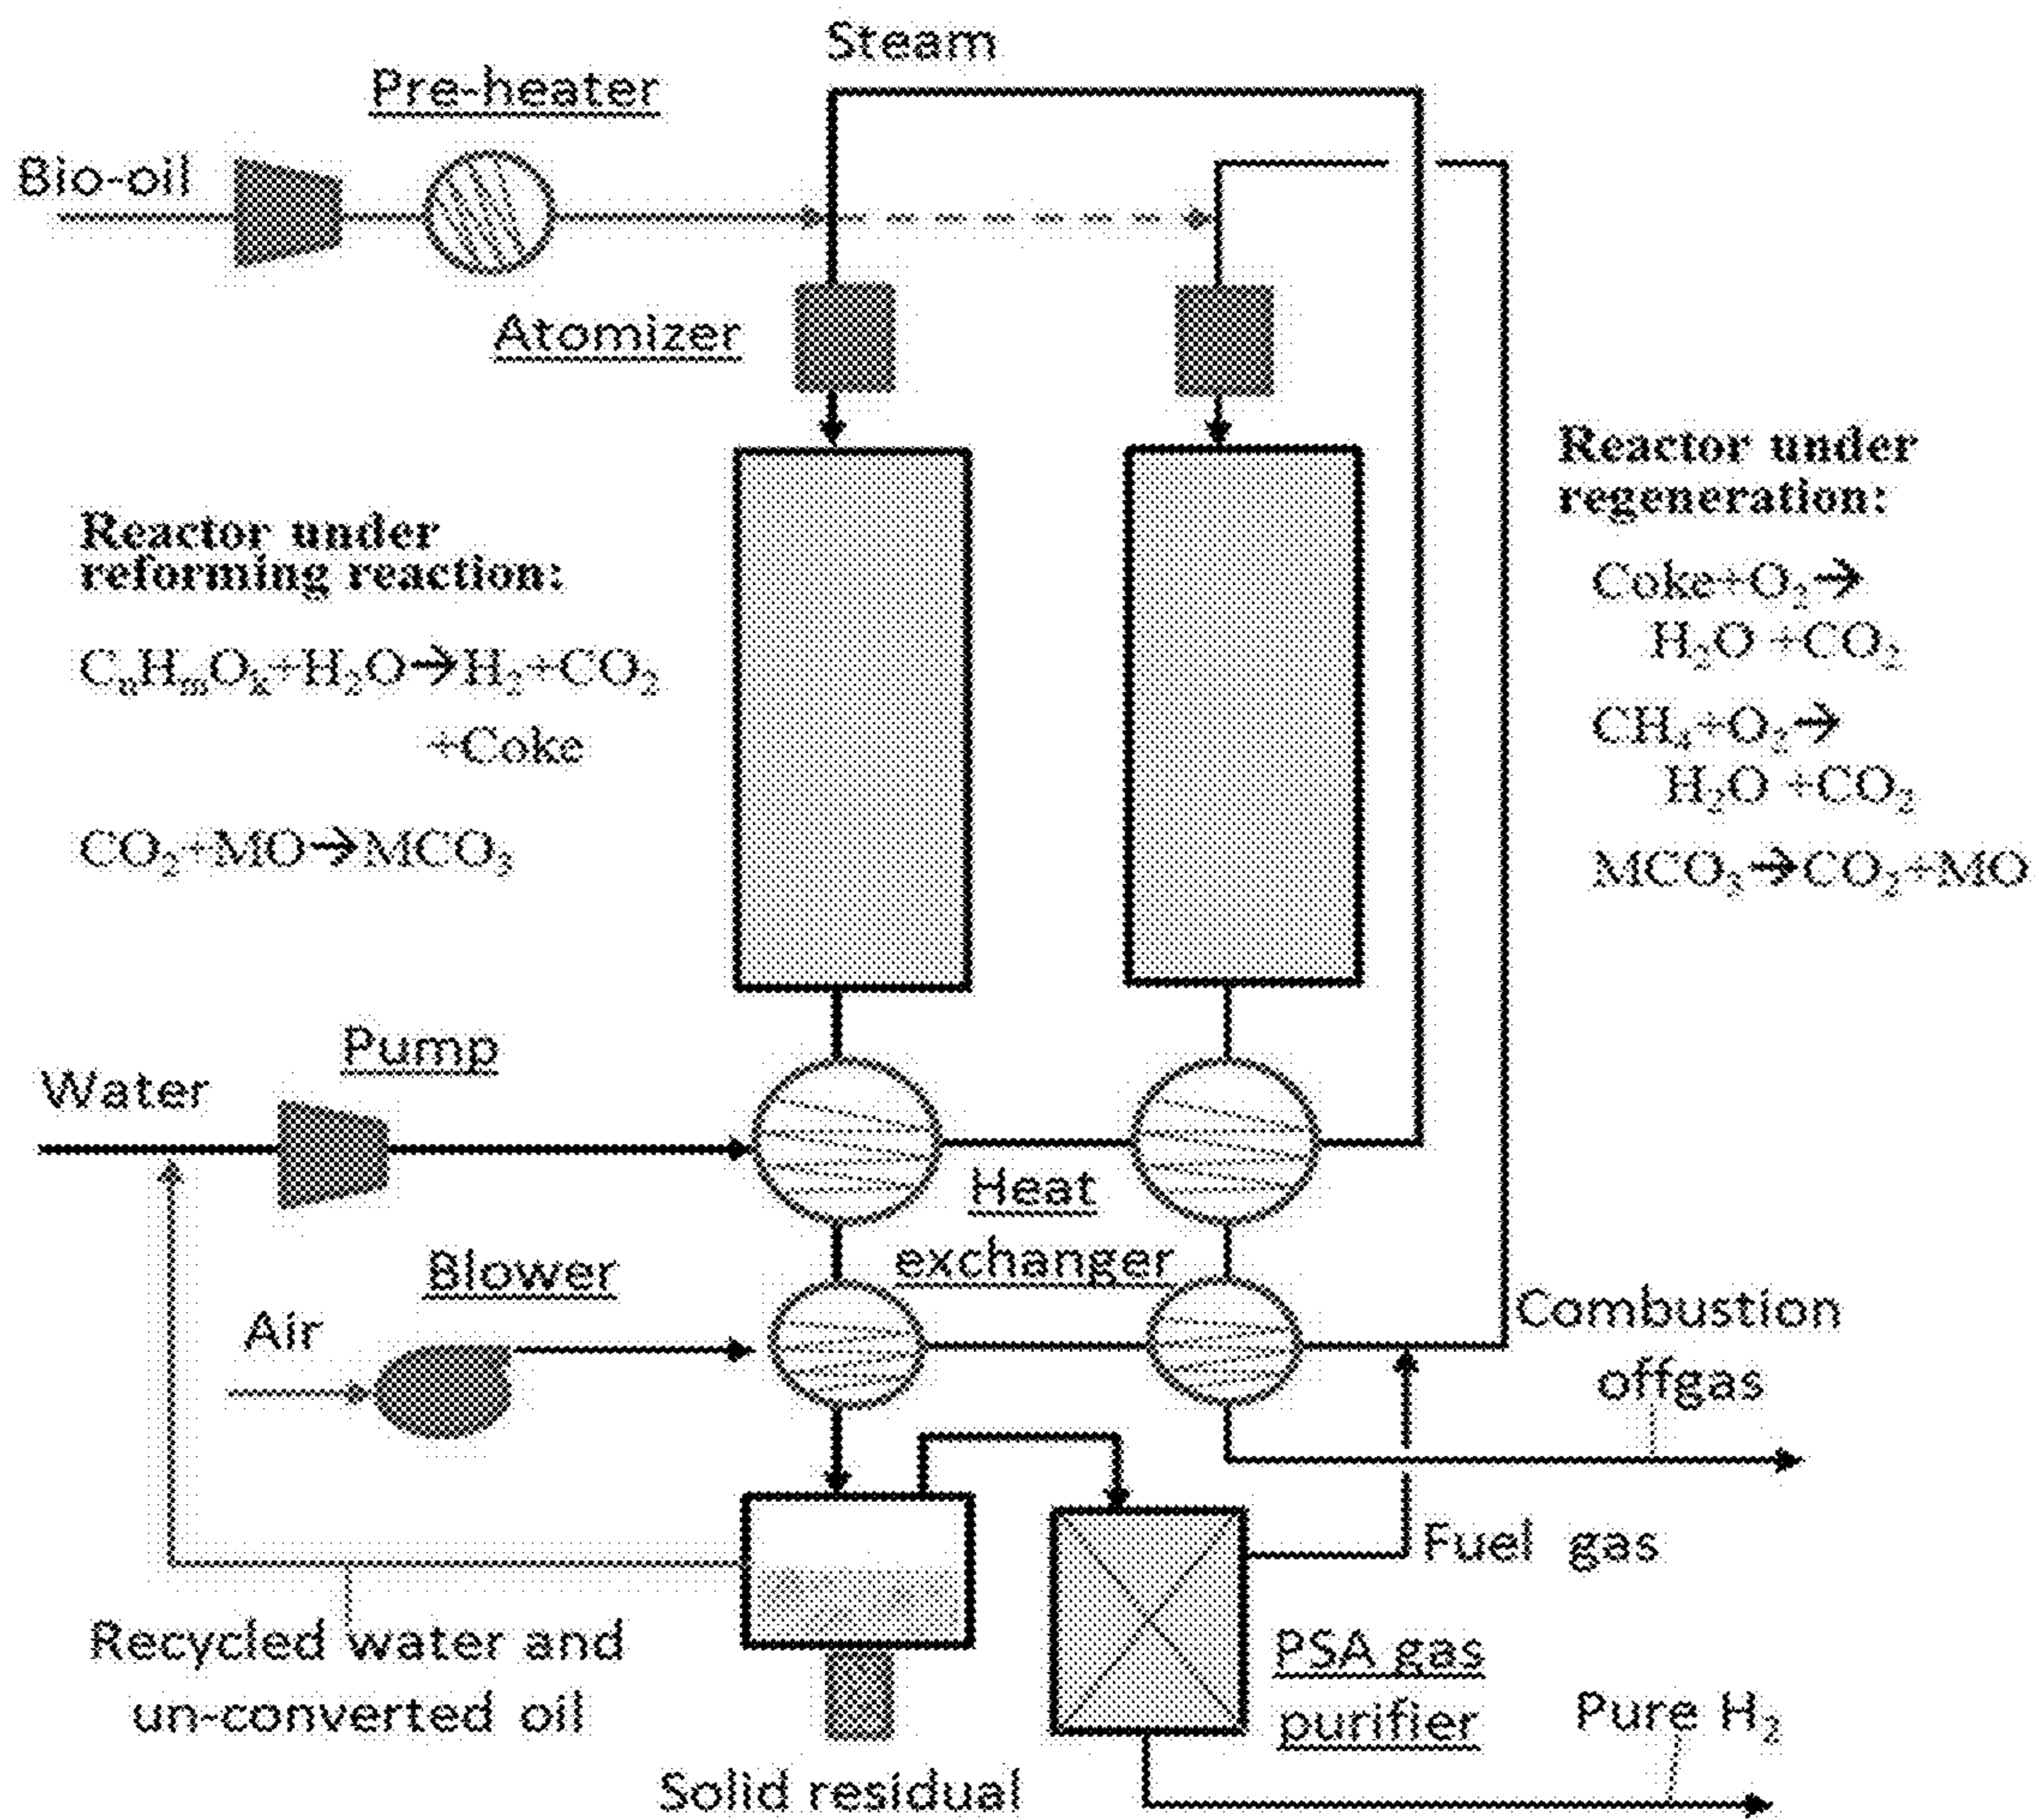 Steam
Pre-heater
Bio-oil
Atomizer
Reactor under
reforming reaction:
CₙHₘOₖ+H₂O→H₂+CO₂
+Coke
CO₂+MO→MCO₃
Reactor under
regeneration:
Coke+O₂→
H₂O +CO₂
CH₄+O₂→
H₂O +CO₂
MCO₃→CO₂+MO
Pump
Water
Heat
exchanger
Blower
Air
Combustion
offgas
Fuel gas
Recycled water and
un-converted oil
PSA gas
purifier
Pure H₂
Solid residual